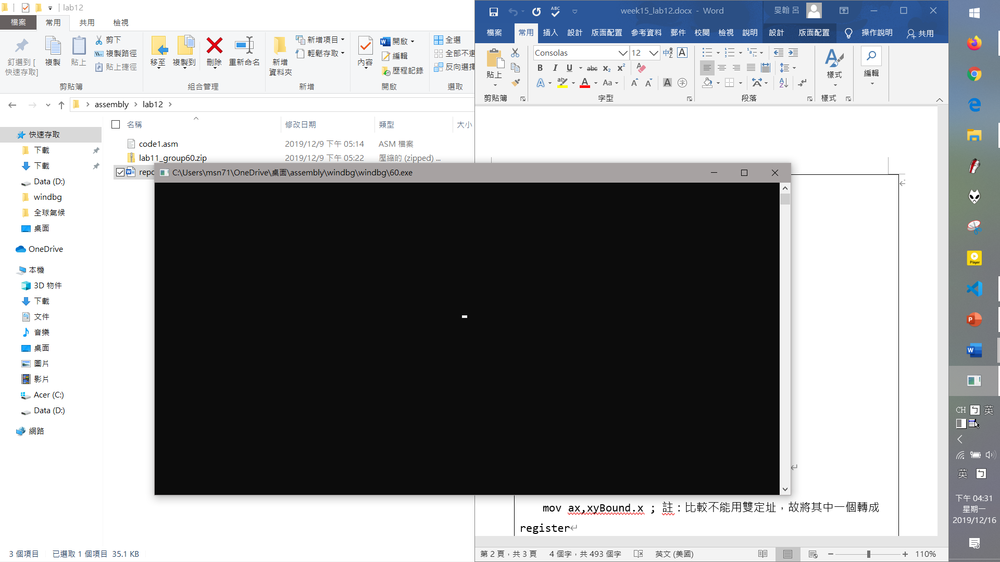 lab12
檔案 常用 共用 檢視
釘選到 [
快速存取]
複製
貼上
剪下
複製路徑
貼上捷徑
剪貼簿
移至
複製到
刪除
重新命名
組合管理
新增
資料夾
新增項目
輕鬆存取
新增
內容
開啟
編輯
歷程記錄
開啟
全選
全部不選
反向選擇
選取
assembly > lab12
名稱 修改日期 類型 大小
code1.asm 2019/12/9 下午 05:14 ASM 檔案
lab11_group60.zip 2019/12/9 下午 05:22 壓縮的 (zipped) ...
repo
快速存取
下載
下載
Data (D:)
windbg
全球氣候
桌面
OneDrive
本機
3D 物件
下載
文件
音樂
桌面
圖片
影片
Acer (C:)
Data (D:)
網路
3 個項目 已選取 1 個項目 35.1 KB
C:\Users\msn71\OneDrive\桌面\assembly\windbg\windbg\60.exe
week15_lab12.docx - Word
旻翰 呂
檔案 常用 插入 設計 版面配置 參考資料 郵件 校閱 檢視 說明 設計 版面配置 操作說明 共用
貼上
剪貼簿
Consolas 12
B I U abc x₂ x²
A Aa A A A 字
字型
段落
樣式
樣式
編輯
mov ax,xyBound.x ; 註：比較不能用雙定址，故將其中一個轉成
register
第 2 頁，共 3 頁 4 個字，共 493 個字 英文 (美國) 110%
Player
CH ㄅ 英
英 ㄅ
下午 04:31
星期一
2019/12/16